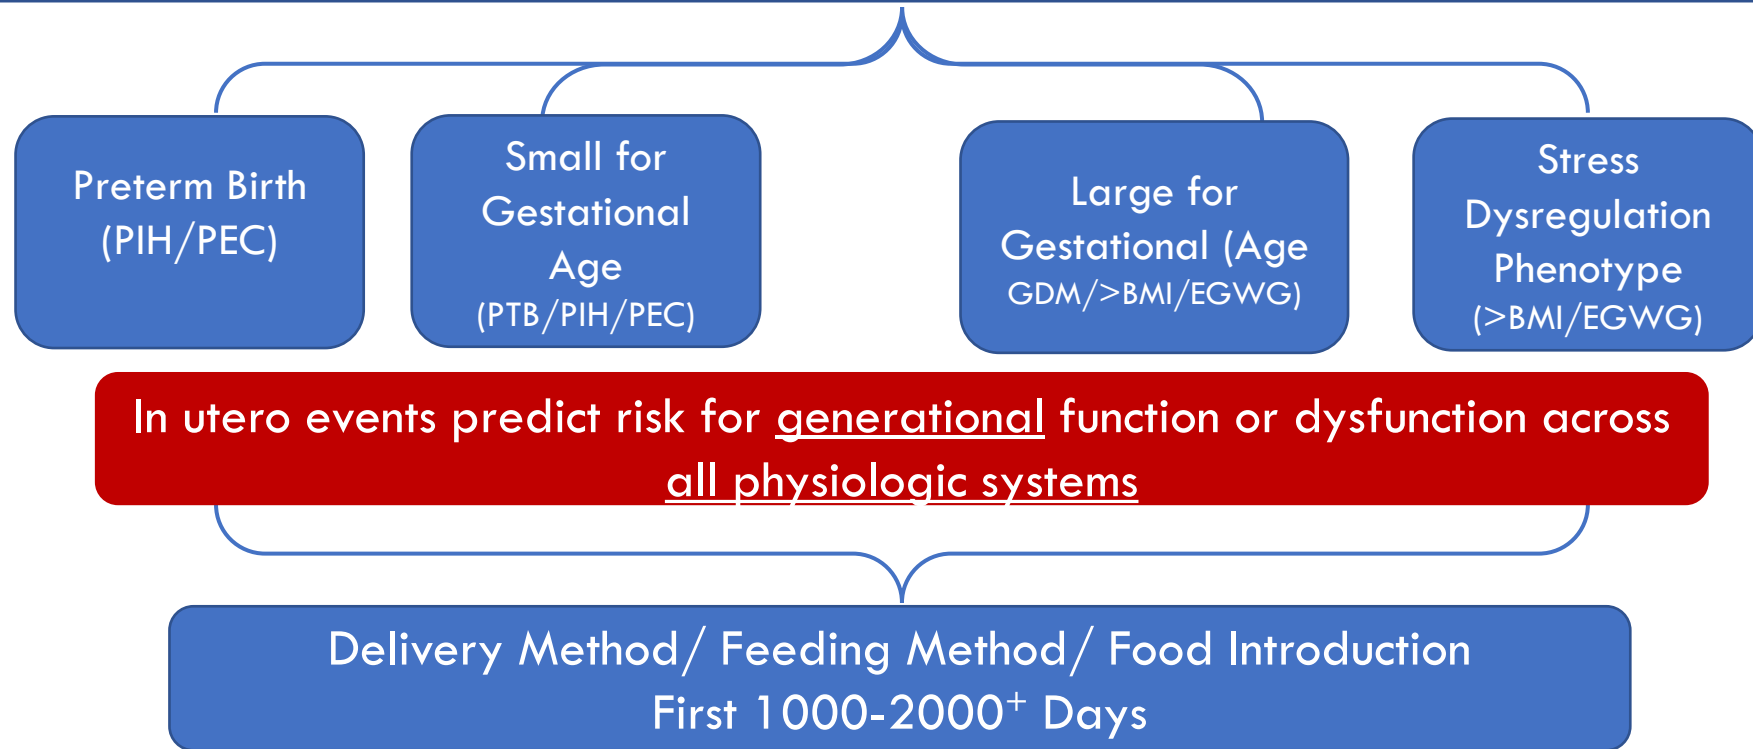 Preterm Birth
(PIH/PEC)
Small for
Gestational
Age
(PTB/PIH/PEC)
Large for
Gestational (Age
GDM/>BMI/EGWG)
Stress
Dysregulation
Phenotype
(>BMI/EGWG)
In utero events predict risk for generational function or dysfunction across
all physiologic systems
Delivery Method/ Feeding Method/ Food Introduction
First 1000-2000⁺ Days